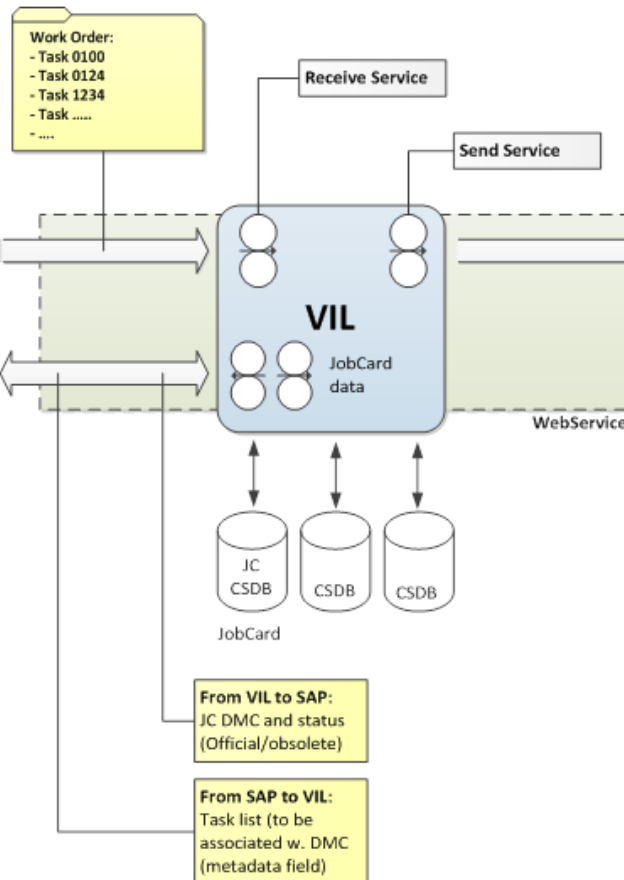 Work Order:
- Task 0100
- Task 0124
- Task 1234
- Task .....
- ....
Receive Service
Send Service
VIL
JobCard
data
WebService
JC
CSDB
CSDB
CSDB
JobCard
From VIL to SAP:
JC DMC and status
(Official/obsolete)
From SAP to VIL:
Task list (to be
associated w. DMC
(metadata field)